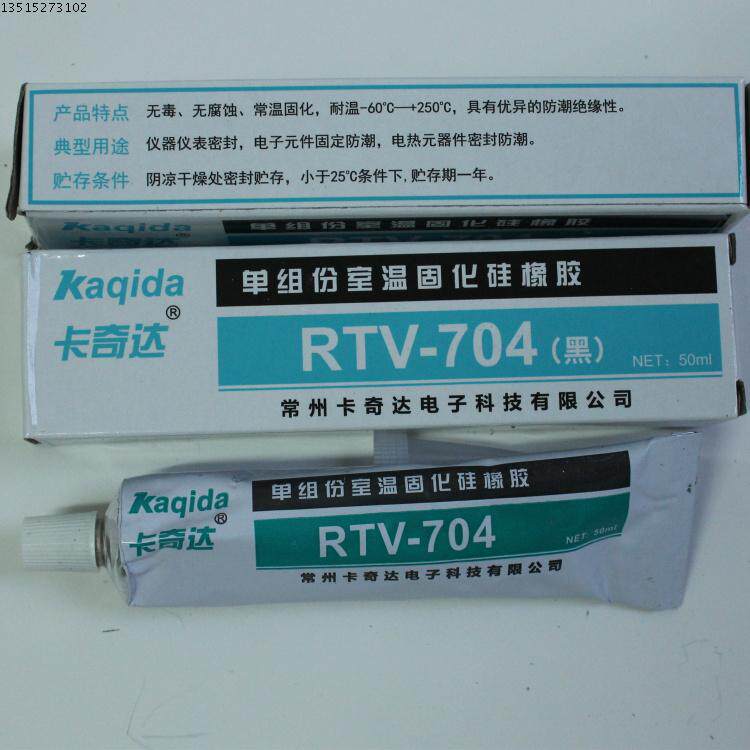 13515273102
产品特点 无毒、无腐蚀、常温固化，耐温-60℃—+250℃，具有优异的防潮绝缘性。
典型用途 仪器仪表密封，电子元件固定防潮，电热元器件密封防潮。
贮存条件 阴凉干燥处密封贮存，小于25℃条件下,贮存期一年。
Kaqida 单组份室温固化硅橡胶
卡奇达® RTV-704
Kaqida 单组份室温固化硅橡胶
卡奇达® RTV-704（黑） NET：50ml
常州卡奇达电子科技有限公司
Kaqida 单组份室温固化硅橡胶
卡奇达® RTV-704 NET：50ml
常州卡奇达电子科技有限公司